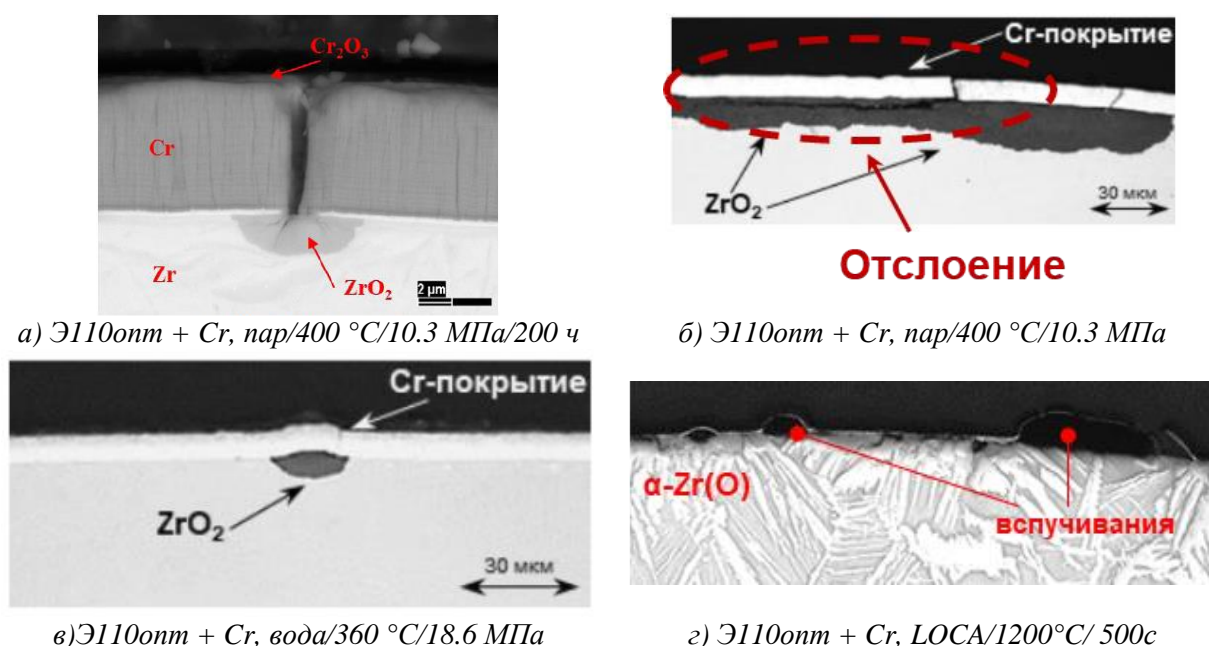 Cr₂O₃
Cr
Zr
ZrO₂
2 µm
а) Э110опт + Cr, пар/400 °C/10.3 МПа/200 ч
Cr-покрытие
ZrO₂
30 мкм
Отслоение
б) Э110опт + Cr, пар/400 °C/10.3 МПа
Cr-покрытие
ZrO₂
30 мкм
в)Э110опт + Cr, вода/360 °C/18.6 МПа
α-Zr(O)
вспучивания
г) Э110опт + Cr, LOCA/1200°C/ 500с